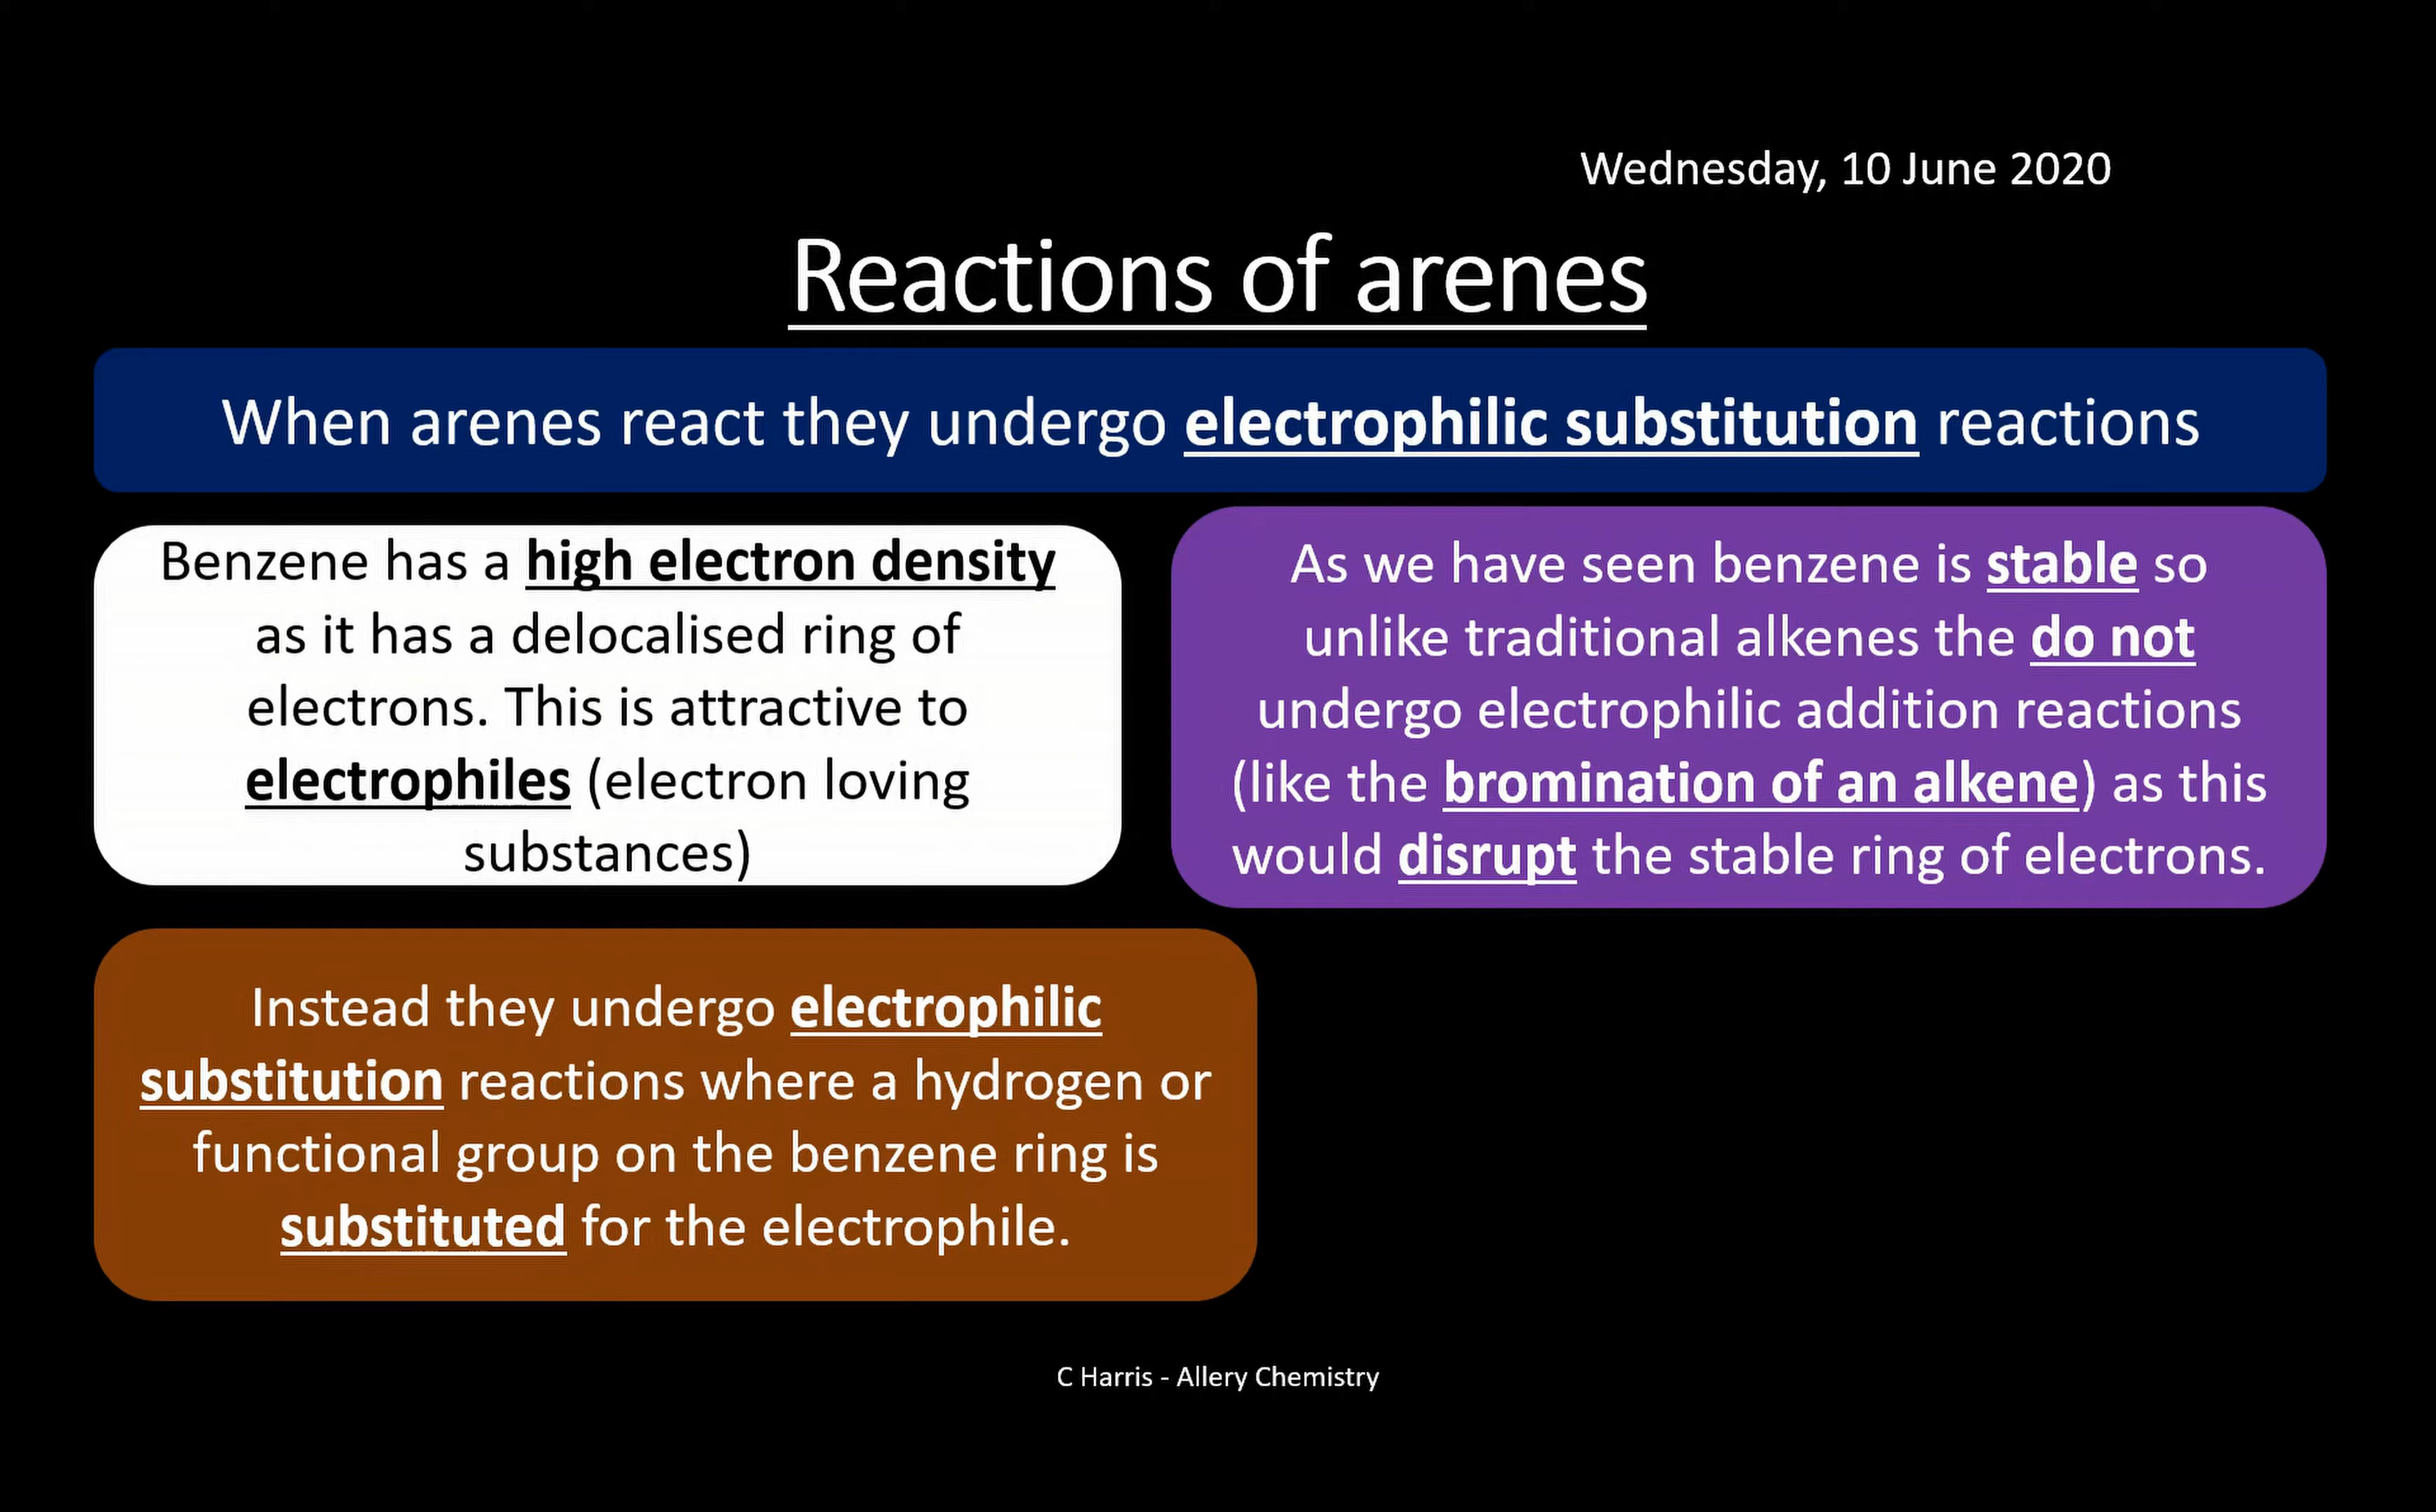 Wednesday, 10 June 2020
Reactions of arenes
When arenes react they undergo electrophilic substitution reactions
Benzene has a high electron density
as it has a delocalised ring of
electrons. This is attractive to
electrophiles (electron loving
substances)
As we have seen benzene is stable so
unlike traditional alkenes the do not
undergo electrophilic addition reactions
(like the bromination of an alkene) as this
would disrupt the stable ring of electrons.
Instead they undergo electrophilic
substitution reactions where a hydrogen or
functional group on the benzene ring is
substituted for the electrophile.
C Harris - Allery Chemistry